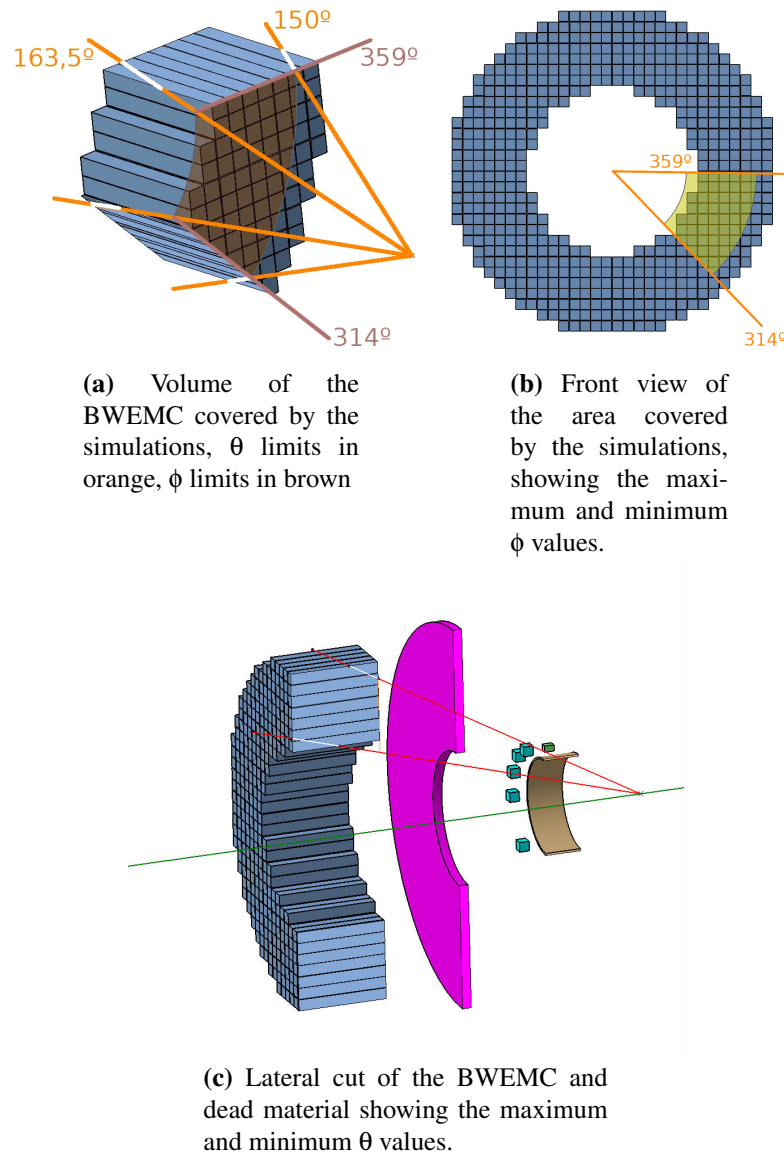 150º
163,5º
359º
314º
359º
314º
(a) Volume of the
BWEMC covered by the
simulations, θ limits in
orange, ϕ limits in brown
(b) Front view of
the area covered
by the simulations,
showing the maxi-
mum and minimum
ϕ values.
(c) Lateral cut of the BWEMC and
dead material showing the maximum
and minimum θ values.